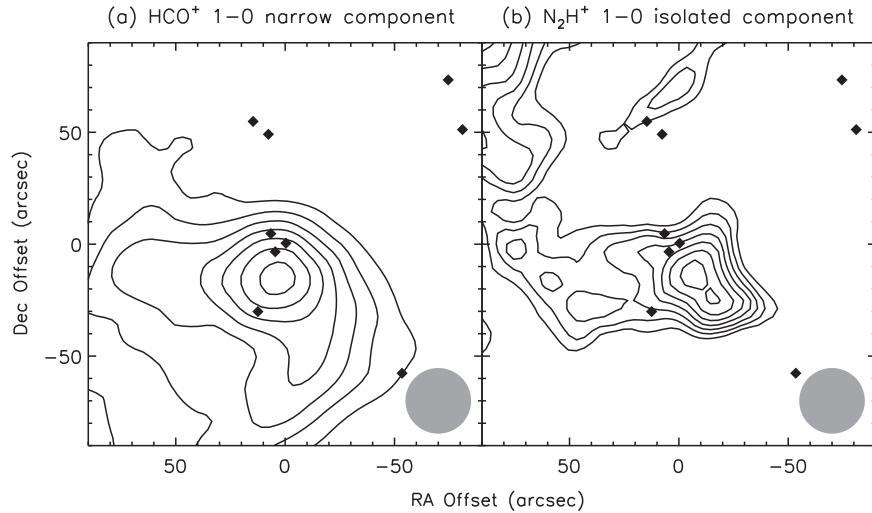 (a) HCO⁺ 1-0 narrow component
(b) N₂H⁺ 1-0 isolated component
Dec Offset (arcsec)
50
0
-50
50
0
-50
50
0
-50
RA Offset (arcsec)